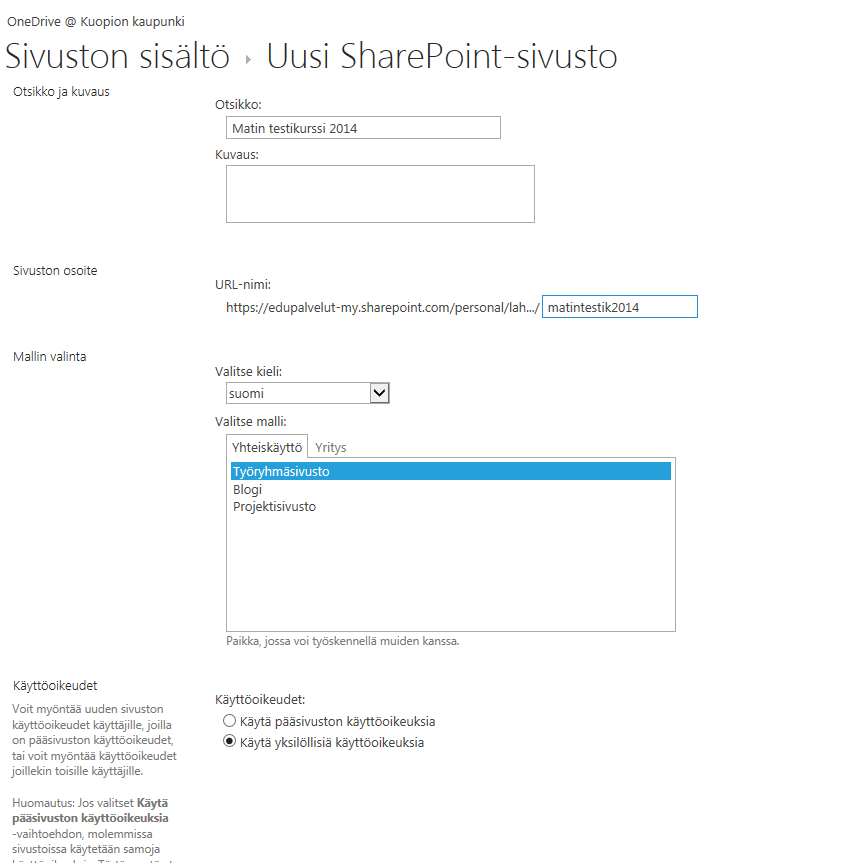 OneDrive @ Kuopion kaupunki
Sivuston sisältö ▸ Uusi SharePoint-sivusto
Otsikko ja kuvaus
Otsikko:
Matin testikurssi 2014
Kuvaus:
Sivuston osoite
URL-nimi:
https://edupalvelut-my.sharepoint.com/personal/lah.../ matintestik2014
Mallin valinta
Valitse kieli:
suomi
Valitse malli:
Yhteiskäyttö Yritys
Työryhmäsivusto
Blogi
Projektisivusto
Paikka, jossa voi työskennellä muiden kanssa.
Käyttöoikeudet
Voit myöntää uuden sivuston
käyttöoikeudet käyttäjille, joilla
on pääsivuston käyttöoikeudet,
tai voit myöntää käyttöoikeudet
joillekin toisille käyttäjille.
Huomautus: Jos valitset Käytä
pääsivuston käyttöoikeuksia
-vaihtoehdon, molemmissa
sivustoissa käytetään samoja
Käyttöoikeudet:
Käytä pääsivuston käyttöoikeuksia
Käytä yksilöllisiä käyttöoikeuksia